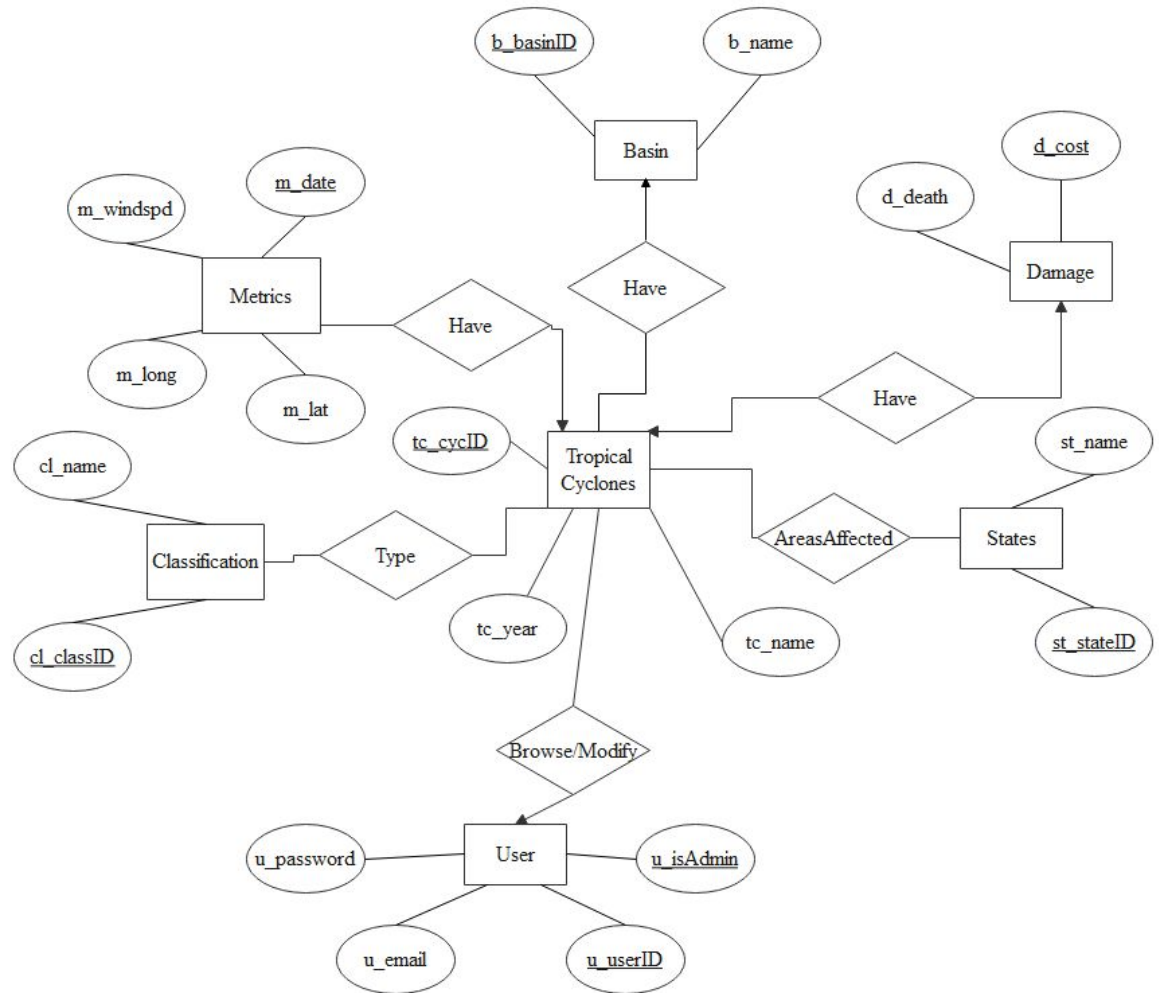 b_basinID
b_name
Basin
d_cost
d_death
Damage
m_date
m_windspd
Metrics
m_long
m_lat
Have
Have
Have
tc_cycID
Tropical
Cyclones
st_name
cl_name
AreasAffected
States
Classification
Type
cl_classID
tc_year
tc_name
st_stateID
Browse/Modify
User
u_password
u_isAdmin
u_email
u_userID